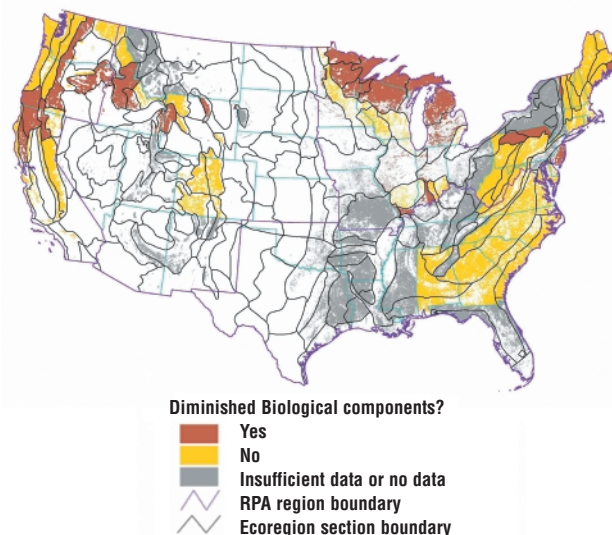 Diminished Biological components?
Yes
No
Insufficient data or no data
RPA region boundary
Ecoregion section boundary